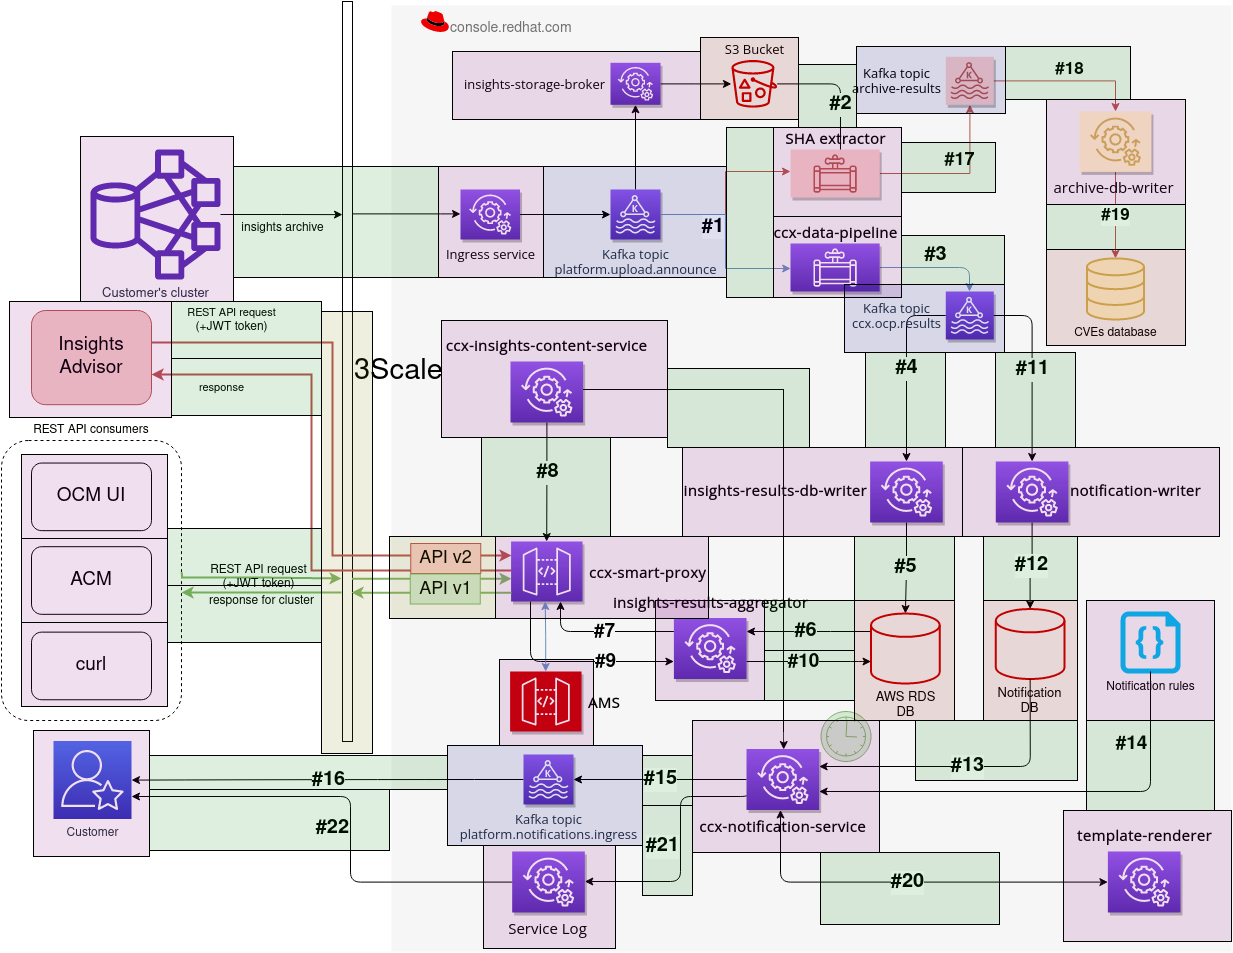 console.redhat.com
S3 Bucket
insights-storage-broker
Kafka topic
archive-results
#18
#2
SHA extractor
#17
archive-db-writer
#19
insights archive
Ingress service
Kafka topic
platform.upload.announce
#1
ccx-data-pipeline
#3
Customer's cluster
Kafka topic
ccx.ocp.results
CVEs database
REST API request
(+JWT token)
Insights
Advisor
response
3Scale
ccx-insights-content-service
#4
#11
REST API consumers
#8
OCM UI
insights-results-db-writer
notification-writer
API v2
API v1
ccx-smart-proxy
#5
#12
REST API request
(+JWT token)
response for cluster
ACM
insights-results-aggregator
#7
#6
#9
#10
curl
AWS RDS
DB
Notification
DB
Notification rules
AMS
#13
#14
#16
#15
Customer
Kafka topic
platform.notifications.ingress
ccx-notification-service
template-renderer
#22
#21
#20
Service Log